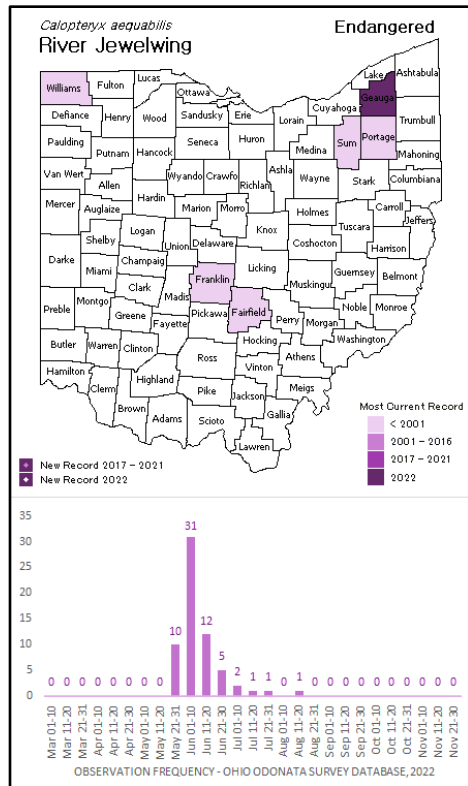 Calopteryx aequabilis
Endangered
River Jewelwing
Williams
Fulton
Lucas
Ottawa
Lake
Ashtabula
Geauga
Cuyahoga
Defiance
Henry
Wood
Sandusky
Erie
Lorain
Trumbull
Paulding
Putnam
Hancock
Seneca
Huron
Medina
Sum
Portage
Mahoning
Van Wert
Allen
Wyando
Crawfo
Richlan
Ashla
Wayne
Stark
Columbiana
Mercer
Auglaize
Hardin
Marion
Morro
Holmes
Carroll
Jeffers
Tuscara
Logan
Shelby
Union
Delaware
Knox
Coshocton
Harrison
Darke
Miami
Champaig
Clark
Madis
Franklin
Licking
Muskingu
Guernsey
Belmont
Preble
Montgo
Greene
Fayette
Pickawa
Fairfield
Perry
Morgan
Noble
Monroe
Washington
Butler
Warren
Clinton
Ross
Hocking
Athens
Vinton
Hamilton
Clerm
Highland
Pike
Jackson
Meigs
Brown
Adams
Scioto
Gallia
Lawren
Most Current Record
< 2001
2001 - 2016
2017 - 2021
2022
New Record 2017 - 2021
New Record 2022
35
30
25
20
15
10
5
0
0 0 0 0 0 0 0 0 10 31 12 5 2 1 1 0 1 0 0 0 0 0 0 0 0 0 0
Mar 01-10
Mar 11-20
Mar 21-31
Apr 01-10
Apr 11-20
Apr 21-30
May 01-10
May 11-20
May 21-31
Jun 01-10
Jun 11-20
Jun 21-30
Jul 01-10
Jul 11-20
Jul 21-31
Aug 01-10
Aug 11-20
Aug 21-31
Sep 01-10
Sep 11-20
Sep 21-30
Oct 01-10
Oct 11-20
Oct 21-31
Nov 01-10
Nov 11-20
Nov 21-30
OBSERVATION FREQUENCY - OHIO ODONATA SURVEY DATABASE, 2022